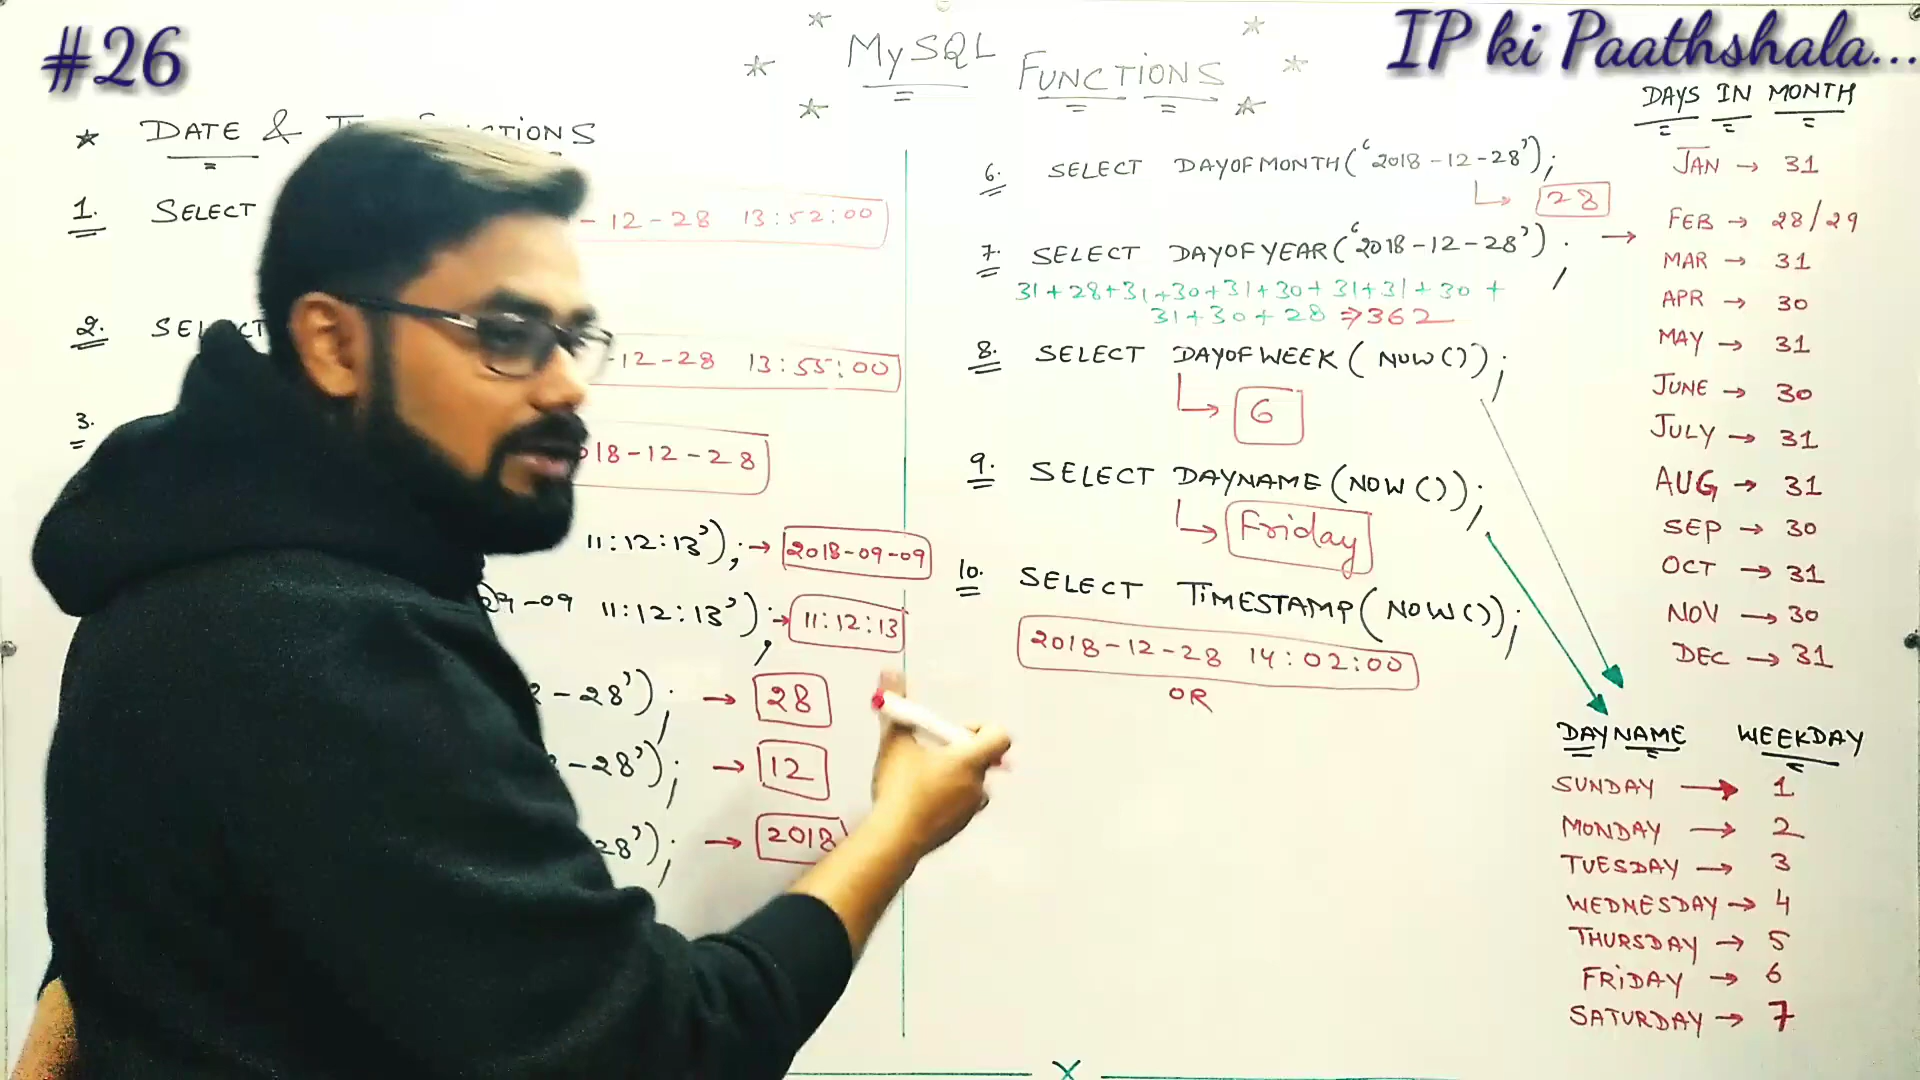 #26
IP ki Paathshala...
MySQL FUNCTIONS
DATE &
1. SELECT
-12-28 13:52:00
2. SELECT
-12-28 13:55:00
3.
18-12-28
11:12:13'); → 2018-09-09
-09 11:12:13'); → 11:12:13
-28'); → 28
-28'); → 12
28'); → 2018
6. SELECT DAYOFMONTH('2018-12-28');
↳ 28
7. SELECT DAYOFYEAR('2018-12-28'); →
31+28+31+30+31+30+31+31+30+
31+30+28 ⇒ 362
8. SELECT DAYOFWEEK(NOW());
↳ 6
9. SELECT DAYNAME(NOW());
↳ Friday
10. SELECT TIMESTAMP(NOW());
2018-12-28 14:02:00
OR
DAYS IN MONTH
JAN → 31
FEB → 28/29
MAR → 31
APR → 30
MAY → 31
JUNE → 30
JULY → 31
AUG → 31
SEP → 30
OCT → 31
NOV → 30
DEC → 31
DAYNAME WEEKDAY
SUNDAY → 1
MONDAY → 2
TUESDAY → 3
WEDNESDAY → 4
THURSDAY → 5
FRIDAY → 6
SATURDAY → 7
X